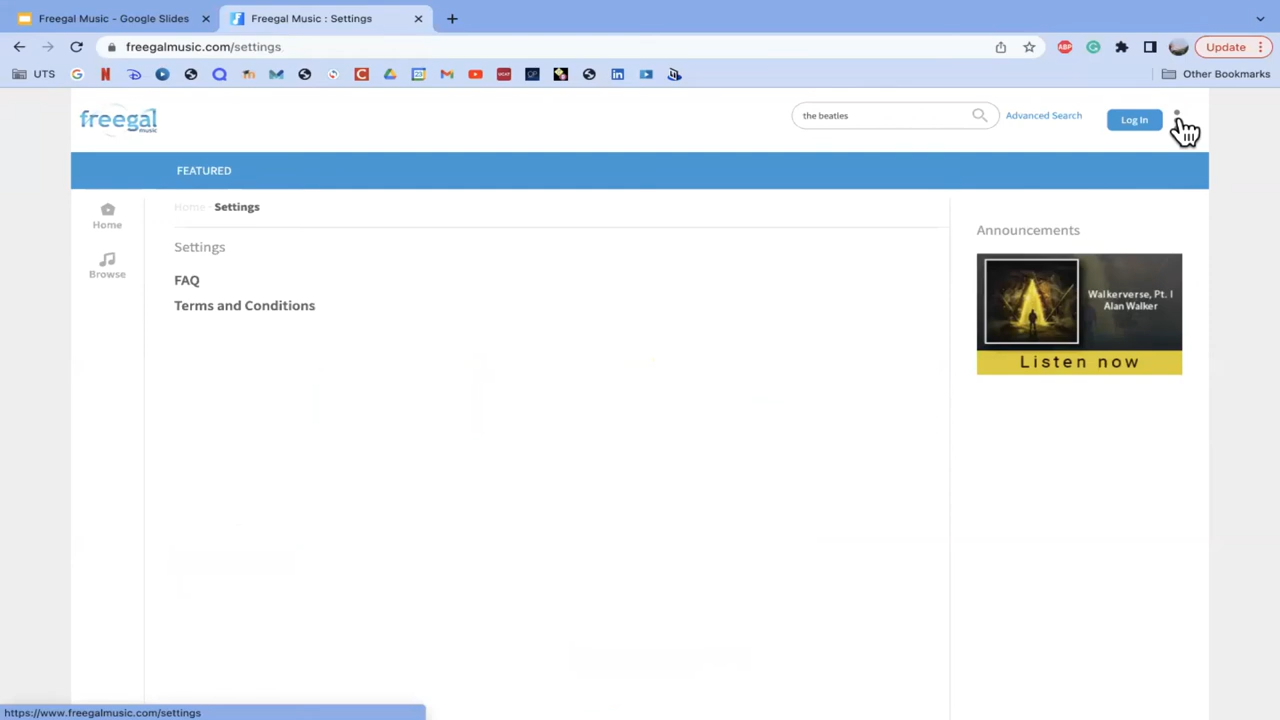 Freegal Music - Google Slides
Freegal Music : Settings
freegalmusic.com/settings
Update
UTS
Other Bookmarks
freegal
music
the beatles
Advanced Search
Log In
FEATURED
Home
Browse
Home Settings
Settings
FAQ
Terms and Conditions
Announcements
Walkerverse, Pt. I
Alan Walker
Listen now
https://www.freegalmusic.com/settings